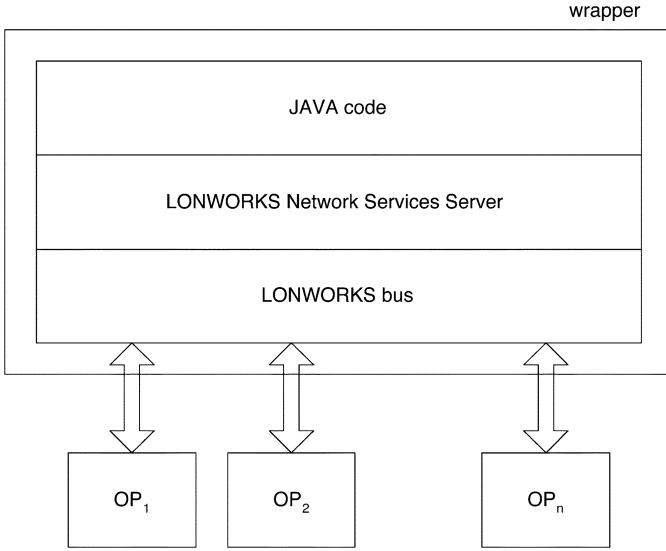 wrapper
JAVA code
LONWORKS Network Services Server
LONWORKS bus
OP1 OP2 OPn